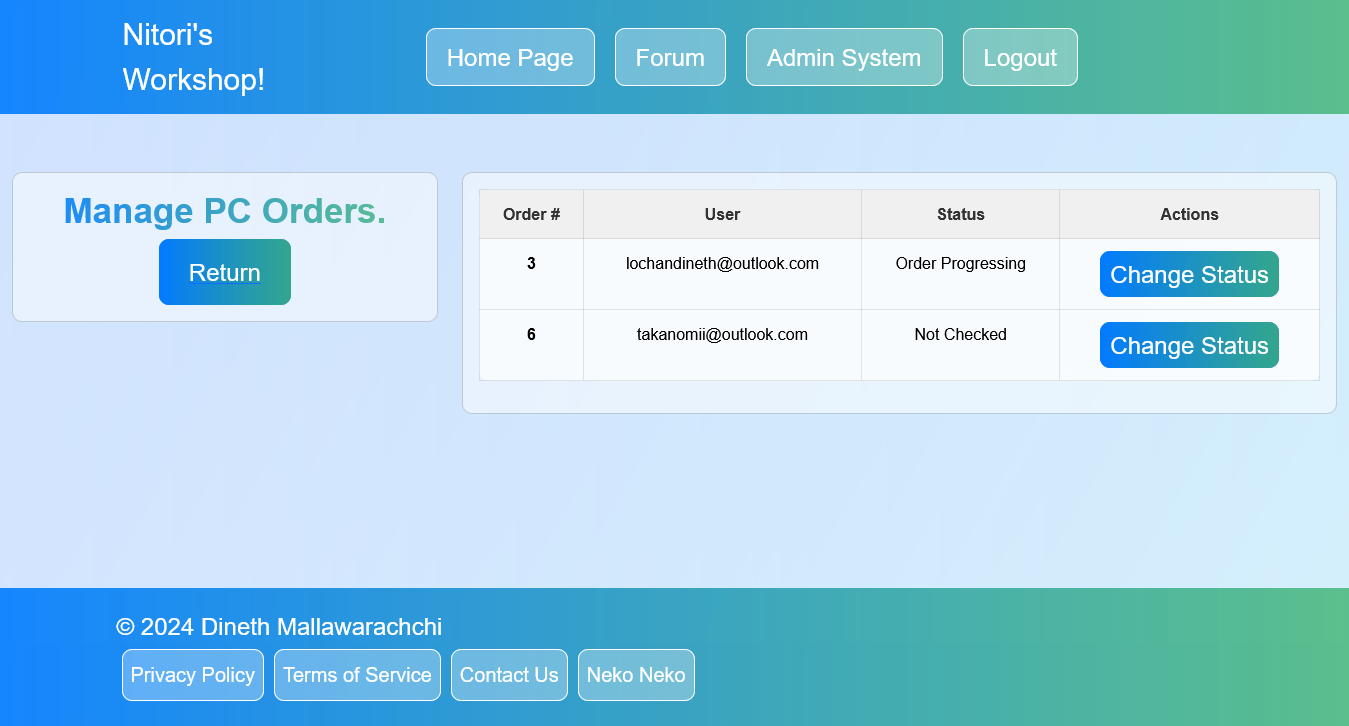 Nitori's
Workshop!
Home Page Forum Admin System Logout
Manage PC Orders.
Return
Order # User Status Actions
3 lochandineth@outlook.com Order Progressing Change Status
6 takanomii@outlook.com Not Checked Change Status
© 2024 Dineth Mallawarachchi
Privacy Policy Terms of Service Contact Us Neko Neko